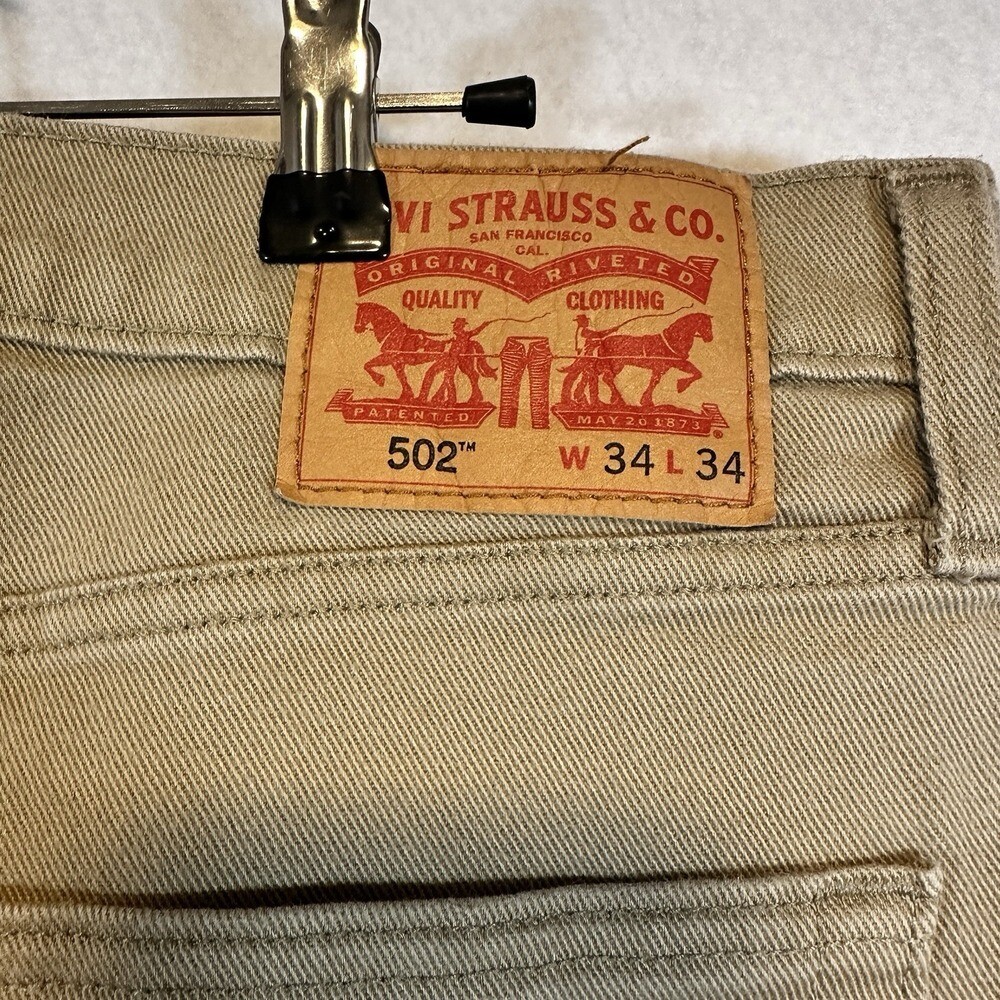 VI STRAUSS & CO.
SAN FRANCISCO
CAL.
ORIGINAL RIVETED
QUALITY CLOTHING
PATENTED MAY 20 1873 ®
502™ W 34 L 34